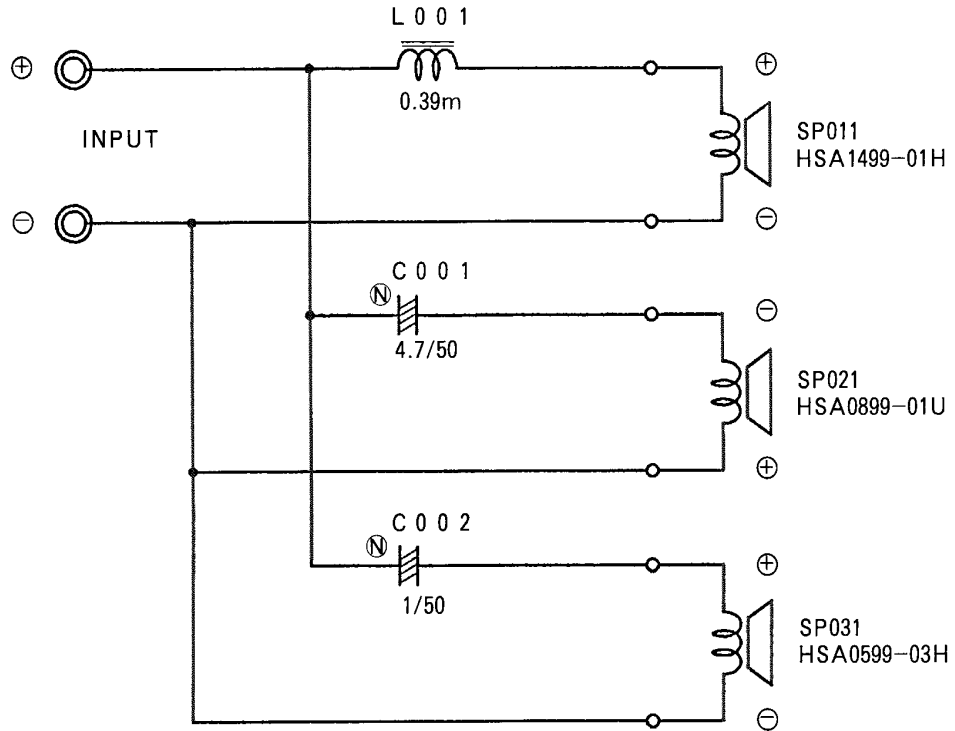 L001
⊕
0.39m
⊕
INPUT
SP011
HSA1499-01H
⊖
⊖
C001
Ⓝ
⊖
4.7/50
SP021
HSA0899-01U
⊕
C002
Ⓝ
⊕
1/50
SP031
HSA0599-03H
⊖